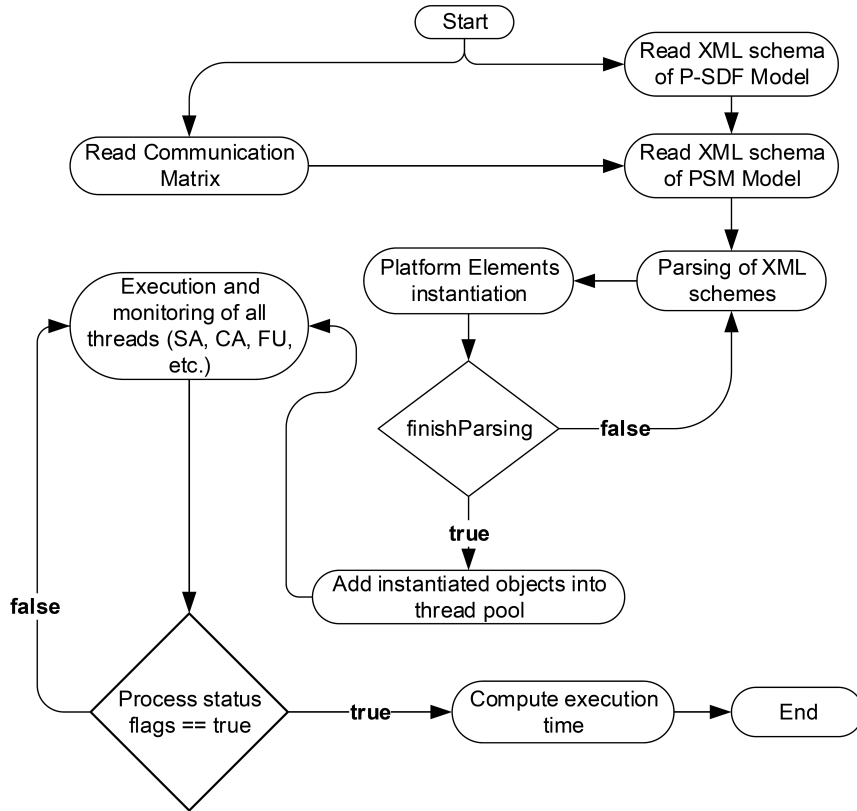 Start
Read XML schema
of P-SDF Model
Read Communication
Matrix
Read XML schema
of PSM Model
Platform Elements
instantiation
Parsing of XML
schemes
Execution and
monitoring of all
threads (SA, CA, FU,
etc.)
finishParsing
false
true
Add instantiated objects into
thread pool
false
Process status
flags == true
true
Compute execution
time
End